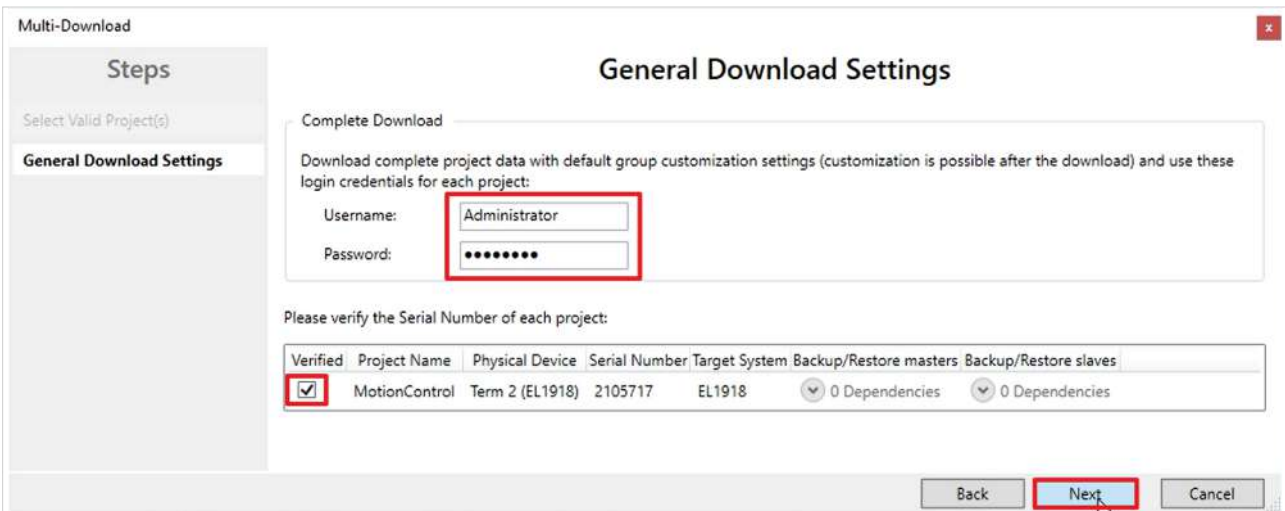 Multi-Download
x
Steps
General Download Settings
Select Valid Project(s)
Complete Download
General Download Settings
Download complete project data with default group customization settings (customization is possible after the download) and use these
login credentials for each project:
Username: Administrator
Password: ••••••••
Please verify the Serial Number of each project:
Verified Project Name Physical Device Serial Number Target System Backup/Restore masters Backup/Restore slaves
MotionControl Term 2 (EL1918) 2105717 EL1918 0 Dependencies 0 Dependencies
Back Next Cancel